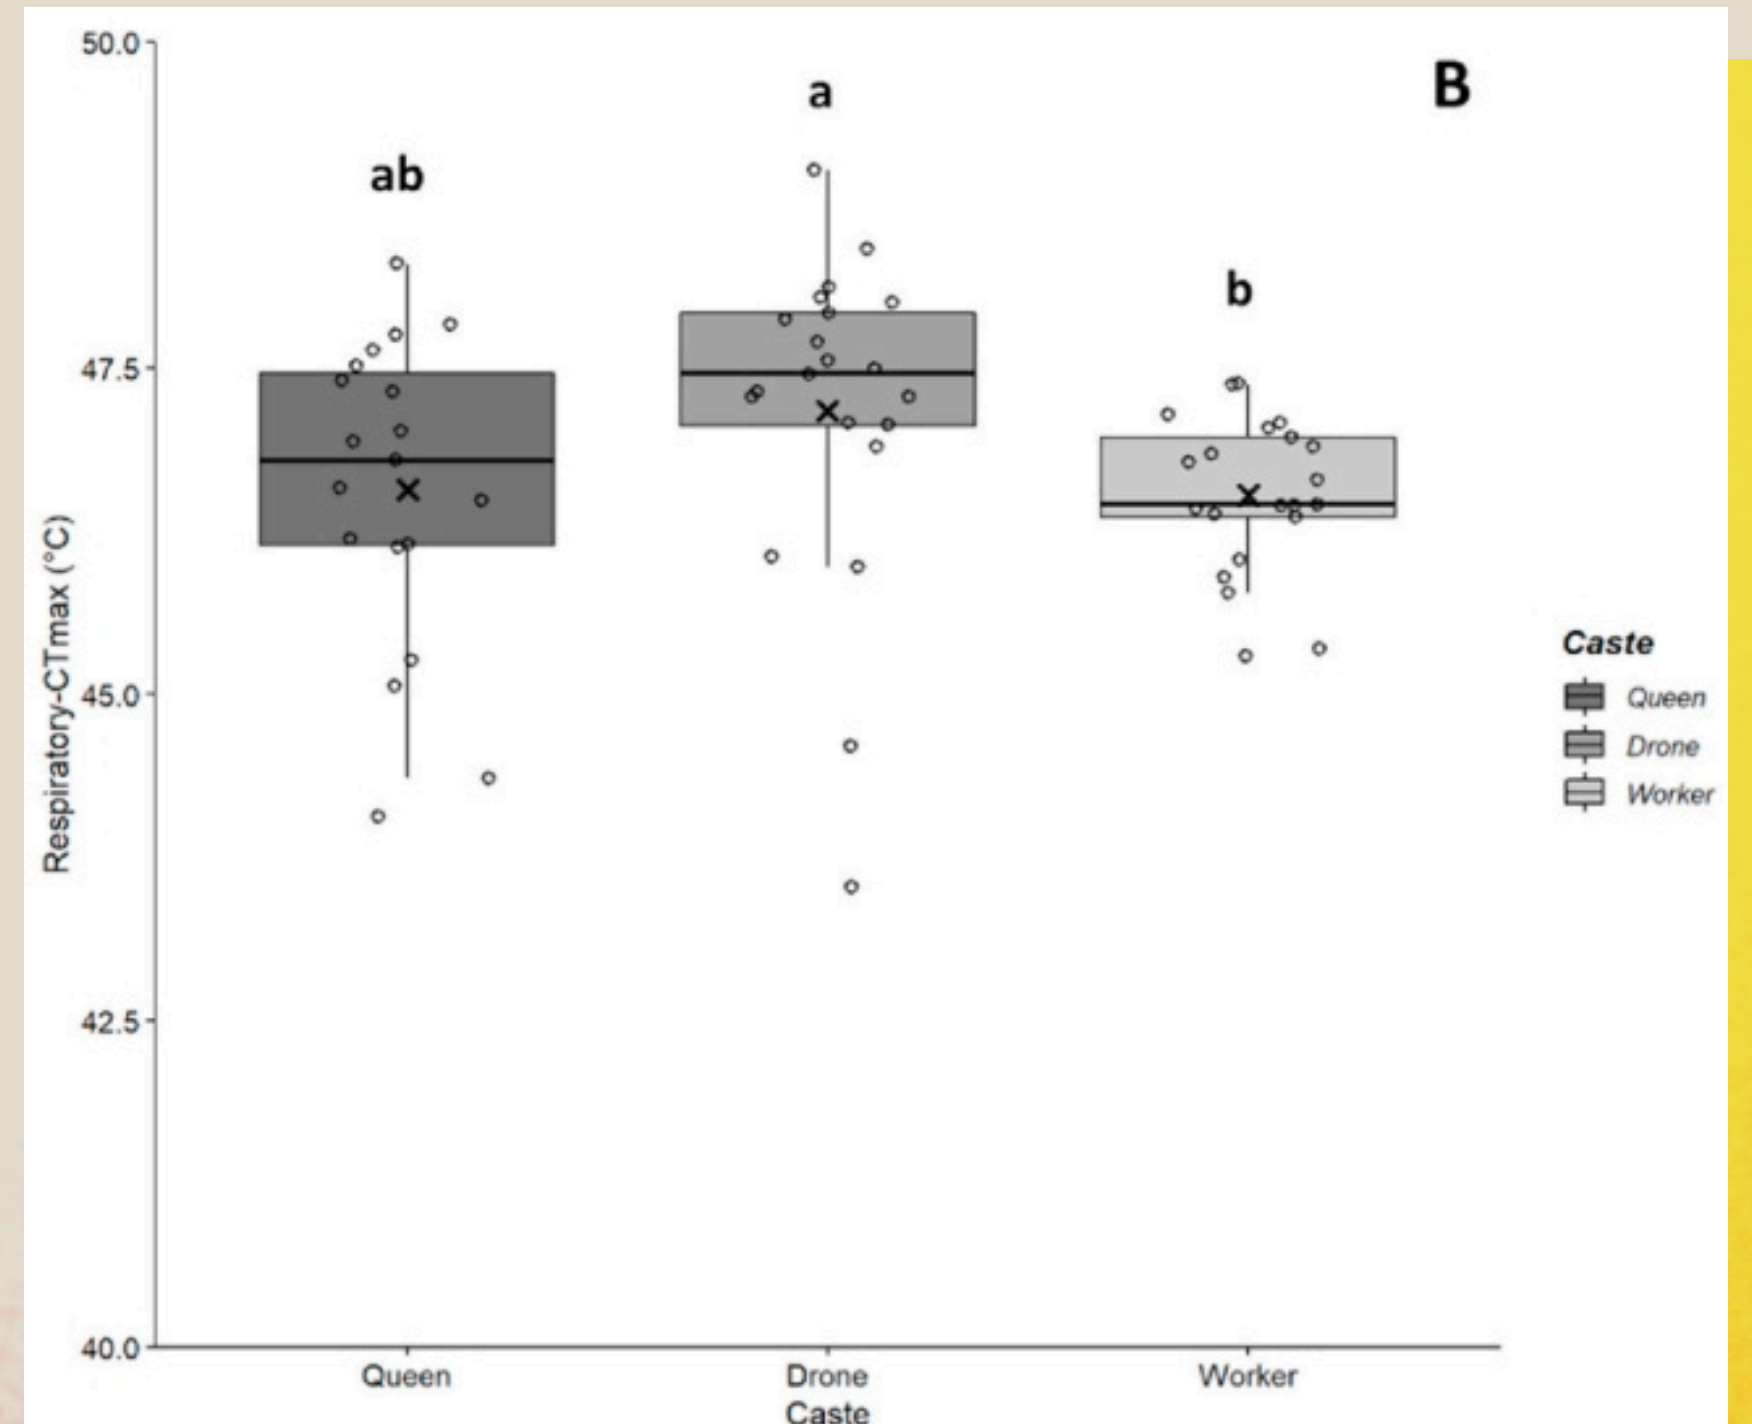 B
ab
a
b
50.0
47.5
45.0
42.5
40.0
Respiratory-CTmax (°C)
Queen
Drone
Worker
Caste
Caste
Queen
Drone
Worker